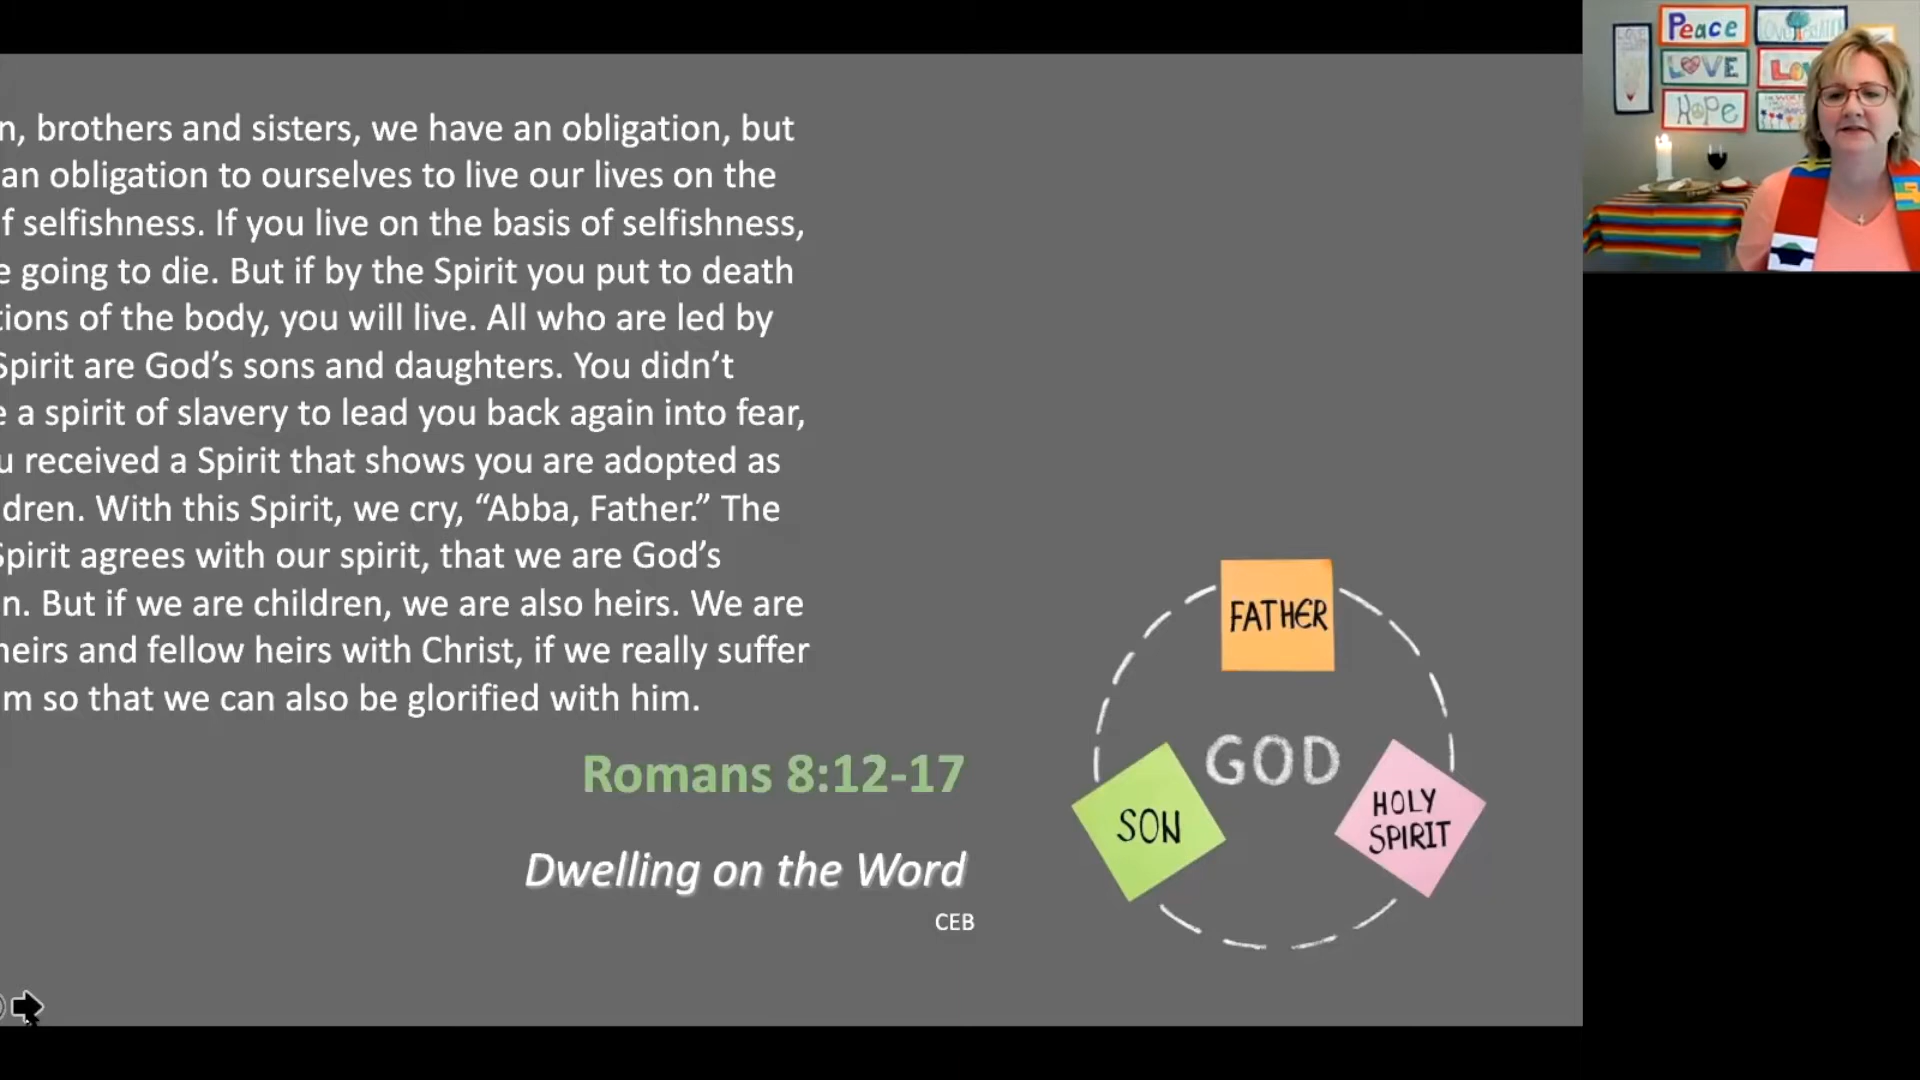 n, brothers and sisters, we have an obligation, but
an obligation to ourselves to live our lives on the
f selfishness. If you live on the basis of selfishness,
e going to die. But if by the Spirit you put to death
tions of the body, you will live. All who are led by
Spirit are God’s sons and daughters. You didn’t
e a spirit of slavery to lead you back again into fear,
u received a Spirit that shows you are adopted as
dren. With this Spirit, we cry, “Abba, Father.” The
Spirit agrees with our spirit, that we are God’s
n. But if we are children, we are also heirs. We are
heirs and fellow heirs with Christ, if we really suffer
m so that we can also be glorified with him.
Romans 8:12-17
Dwelling on the Word
CEB
FATHER
GOD
SON
HOLY
SPIRIT
Peace
LOVE
HOPE